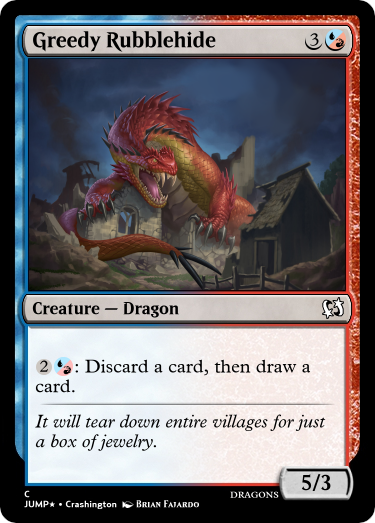 Greedy Rubblehide 3
Creature — Dragon
2 : Discard a card, then draw a
card.
It will tear down entire villages for just
a box of jewelry.
5/3
C
JUMP★ • Crashington Brian Fajardo DRAGONS